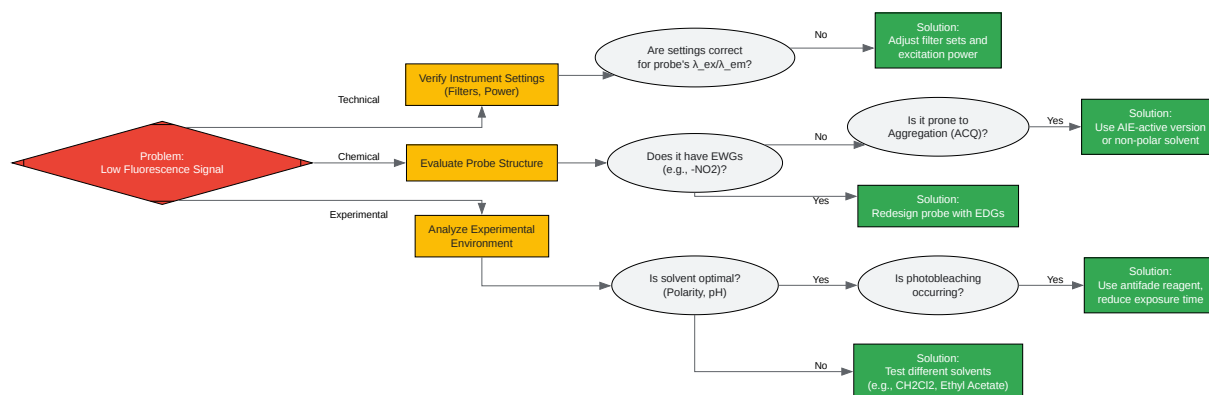 Problem:
Low Fluorescence Signal
Technical
Verify Instrument Settings
(Filters, Power)
Are settings correct
for probe's λ_ex/λ_em?
No
Solution:
Adjust filter sets and
excitation power
Chemical
Evaluate Probe Structure
Does it have EWGs
(e.g., -NO2)?
No
Is it prone to
Aggregation (ACQ)?
Yes
Solution:
Use AIE-active version
or non-polar solvent
Yes
Solution:
Redesign probe with EDGs
Experimental
Analyze Experimental
Environment
Is solvent optimal?
(Polarity, pH)
Yes
Is photobleaching
occurring?
Yes
Solution:
Use antifade reagent,
reduce exposure time
No
Solution:
Test different solvents
(e.g., CH2Cl2, Ethyl Acetate)